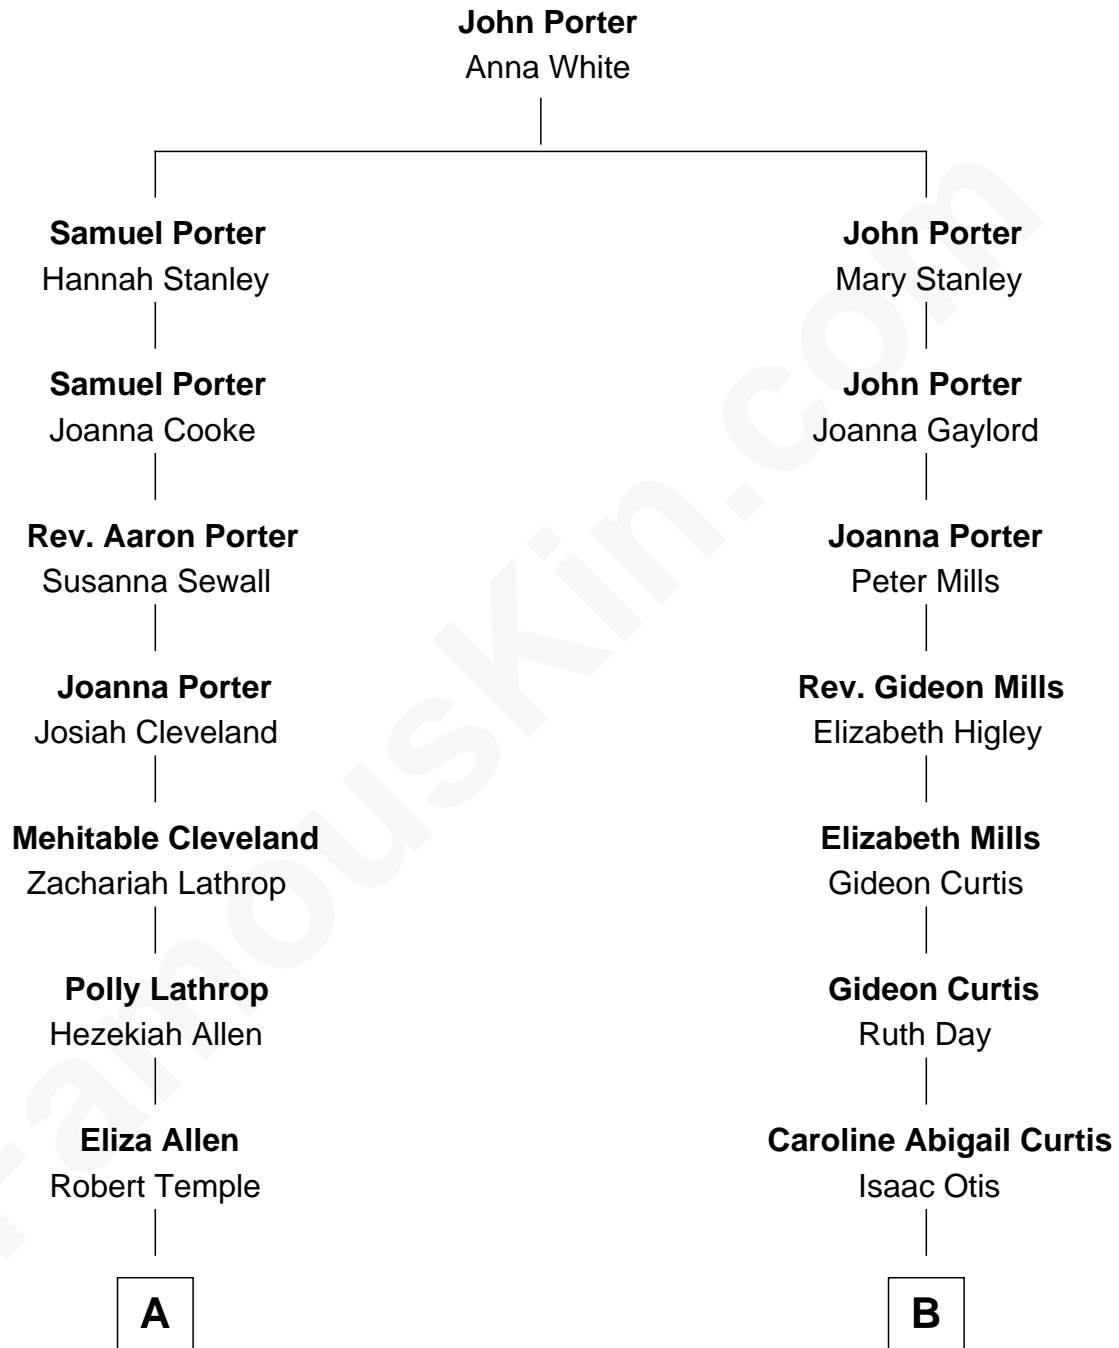 John Porter
Anna White
Samuel Porter
Hannah Stanley
John Porter
Mary Stanley
Samuel Porter
Joanna Cooke
John Porter
Joanna Gaylord
Rev. Aaron Porter
Susanna Sewall
Joanna Porter
Peter Mills
Joanna Porter
Josiah Cleveland
Rev. Gideon Mills
Elizabeth Higley
Mehitable Cleveland
Zachariah Lathrop
Elizabeth Mills
Gideon Curtis
Polly Lathrop
Hezekiah Allen
Gideon Curtis
Ruth Day
Eliza Allen
Robert Temple
Caroline Abigail Curtis
Isaac Otis
A
B
FamousKin.com